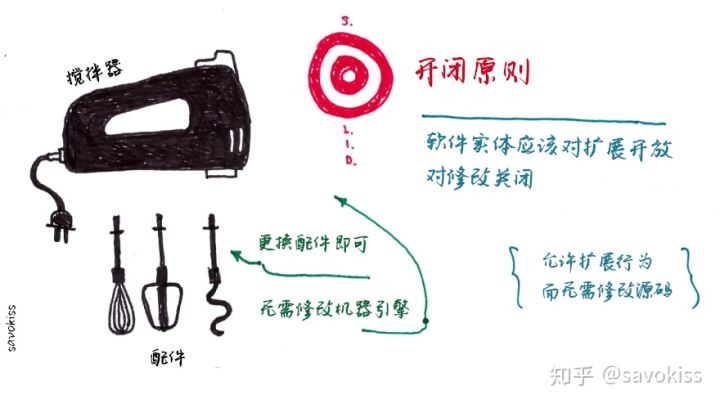 搅拌器
S.
O
L.
I.
D.
开闭原则
软件实体应该对扩展开放
对修改关闭
更换配件即可
无需修改机器引擎
允许扩展行为
而无需修改源码
配件
savokiss
知乎 @savokiss